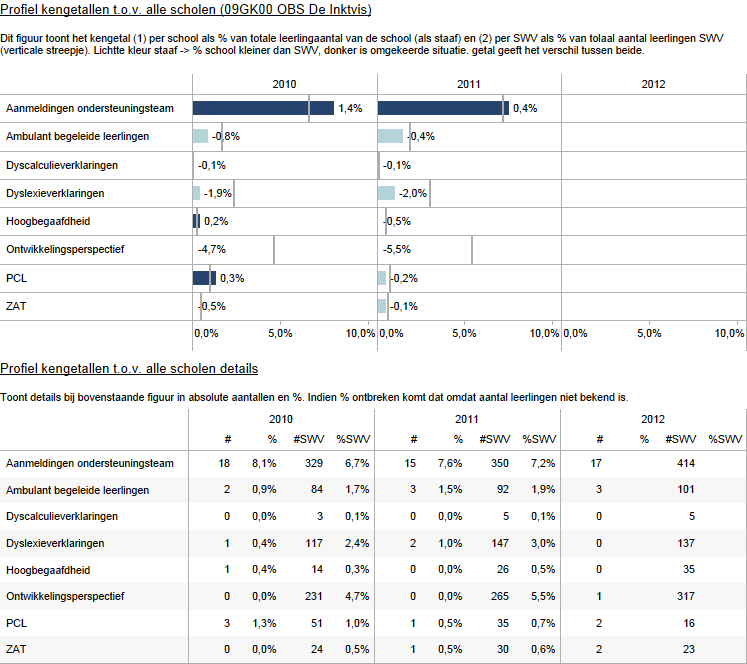 Profiel kengetallen t.o.v. alle scholen (09GK00 OBS De Inktvis)
Dit figuur toont het kengetal (1) per school als % van totale leerlingaantal van de school (als staaf) en (2) per SWV als % van tolaal aantal leerlingen SWV
(verticale streepje). Lichtte kleur staaf -> % school kleiner dan SWV, donker is omgekeerde situatie. getal geeft het verschil tussen beide.
2010 2011 2012
Aanmeldingen ondersteuningsteam 1,4% 0,4%
Ambulant begeleide leerlingen -0,8% -0,4%
Dyscalculieverklaringen -0,1% -0,1%
Dyslexieverklaringen -1,9% -2,0%
Hoogbegaafdheid 0,2% -0,5%
Ontwikkelingsperspectief -4,7% -5,5%
PCL 0,3% -0,2%
ZAT -0,5% -0,1%
0,0% 5,0% 10,0% 0,0% 5,0% 10,0% 0,0% 5,0% 10,0%
Profiel kengetallen t.o.v. alle scholen details
Toont details bij bovenstaande figuur in absolute aantallen en %. Indien % ontbreken komt dat omdat aantal leerlingen niet bekend is.
2010 2011 2012
# % #SWV %SWV # % #SWV %SWV # % #SWV %SWV
Aanmeldingen ondersteuningsteam 18 8,1% 329 6,7% 15 7,6% 350 7,2% 17 414
Ambulant begeleide leerlingen 2 0,9% 84 1,7% 3 1,5% 92 1,9% 3 101
Dyscalculieverklaringen 0 0,0% 3 0,1% 0 0,0% 5 0,1% 0 5
Dyslexieverklaringen 1 0,4% 117 2,4% 2 1,0% 147 3,0% 0 137
Hoogbegaafdheid 1 0,4% 14 0,3% 0 0,0% 26 0,5% 0 35
Ontwikkelingsperspectief 0 0,0% 231 4,7% 0 0,0% 265 5,5% 1 317
PCL 3 1,3% 51 1,0% 1 0,5% 35 0,7% 2 16
ZAT 0 0,0% 24 0,5% 1 0,5% 30 0,6% 2 23